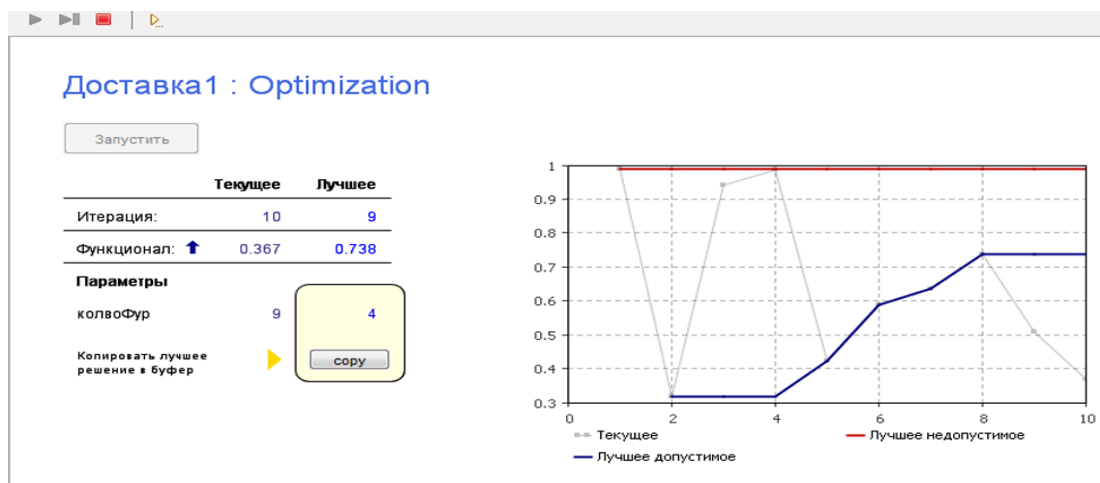 Доставка1 : Optimization
Запустить
Текущее Лучшее
Итерация: 10 9
Функционал: 0.367 0.738
Параметры
колвоФур 9 4
Копировать лучшее
решение в буфер
copy
1
0.9
0.8
0.7
0.6
0.5
0.4
0.3
0 2 4 6 8 10
Текущее Лучшее недопустимое
Лучшее допустимое